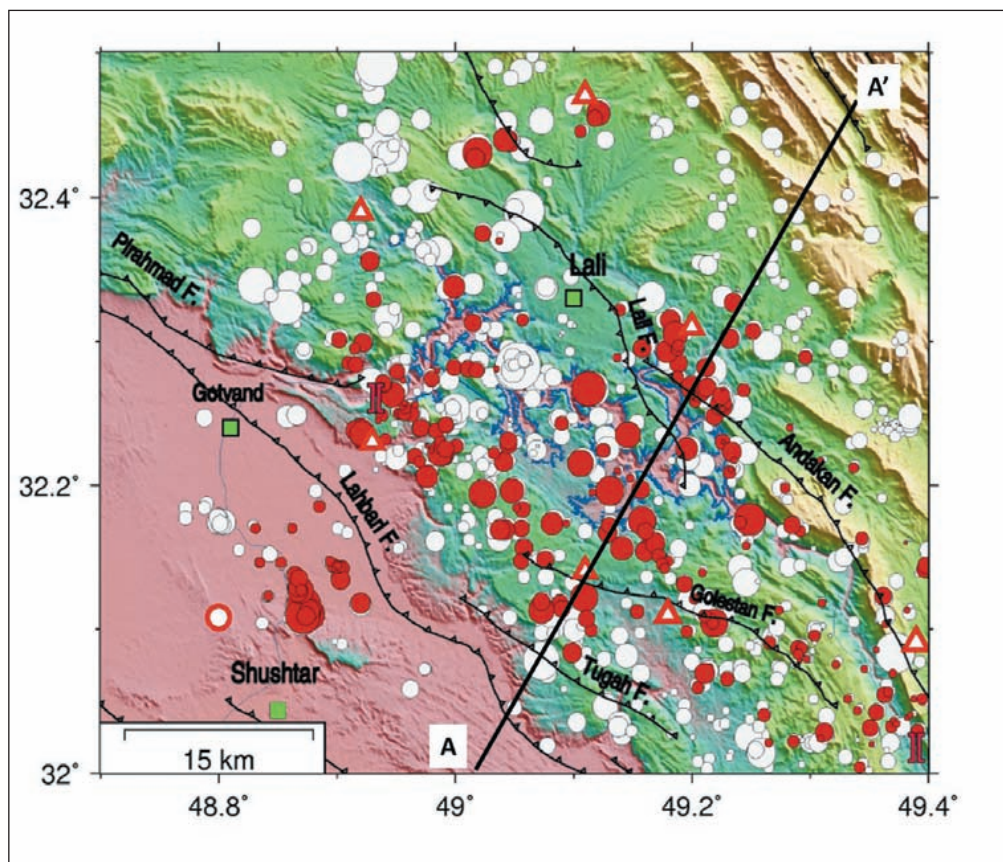 A'
32.4°
Pirahmad F.
Lali
Lali F.
Gotvand
32.2°
Lahbari F.
Andakan F.
Golestan F.
Shushtar
Tugah F.
A
15 km
32°
48.8°
49°
49.2°
49.4°